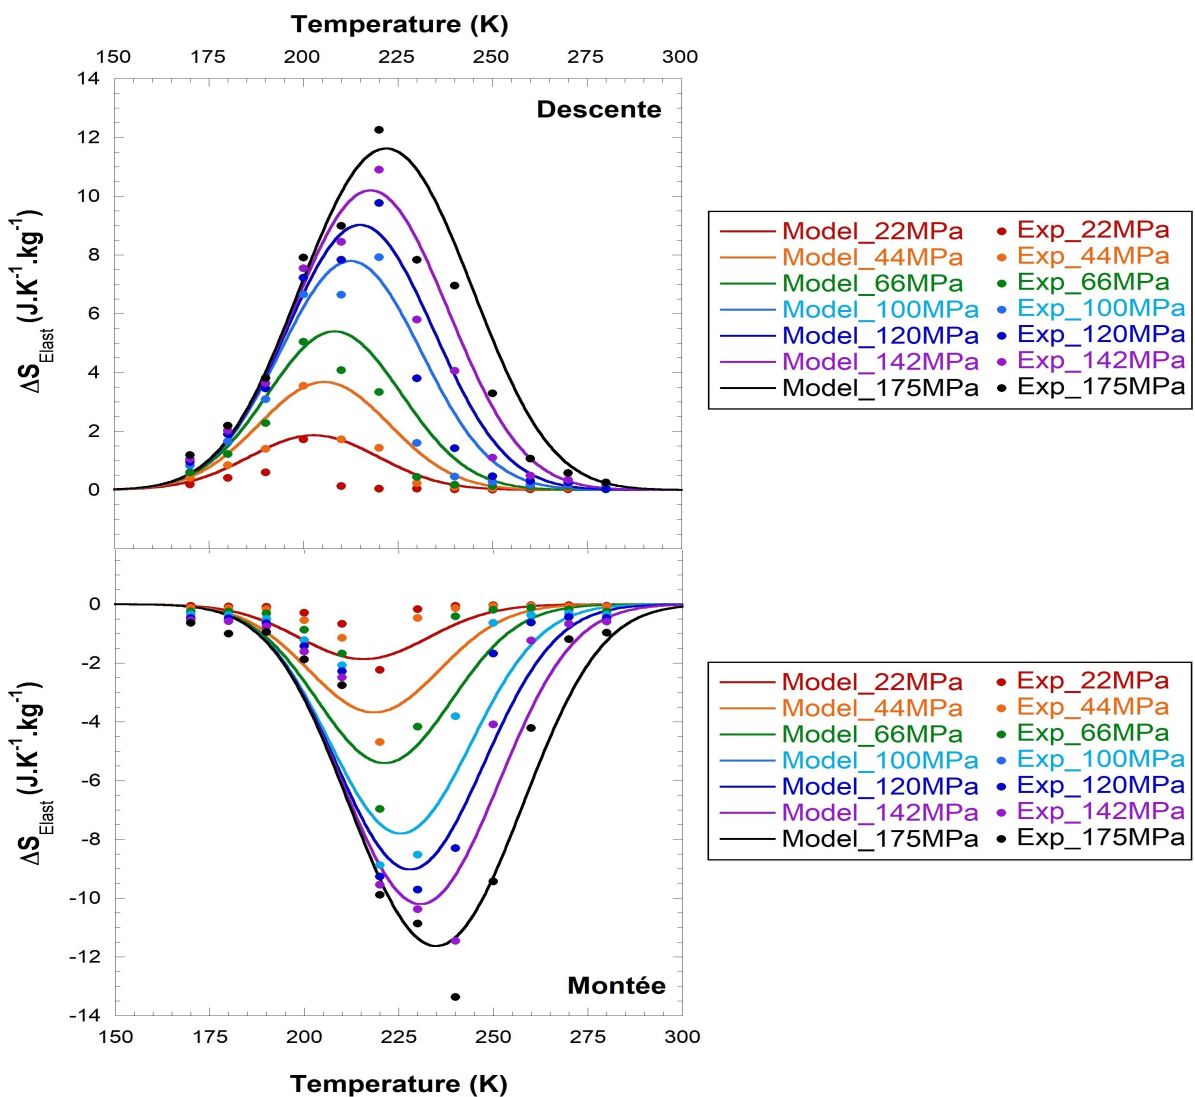 Temperature (K)
150 175 200 225 250 275 300
14
Descente
12
10
8
6
4
2
0
ΔS_Elast (J.K⁻¹.kg⁻¹)
Model_22MPa Exp_22MPa
Model_44MPa Exp_44MPa
Model_66MPa Exp_66MPa
Model_100MPa Exp_100MPa
Model_120MPa Exp_120MPa
Model_142MPa Exp_142MPa
Model_175MPa Exp_175MPa
0
-2
-4
-6
-8
-10
-12
-14
ΔS_Elast (J.K⁻¹.kg⁻¹)
Model_22MPa Exp_22MPa
Model_44MPa Exp_44MPa
Model_66MPa Exp_66MPa
Model_100MPa Exp_100MPa
Model_120MPa Exp_120MPa
Model_142MPa Exp_142MPa
Model_175MPa Exp_175MPa
Montée
150 175 200 225 250 275 300
Temperature (K)